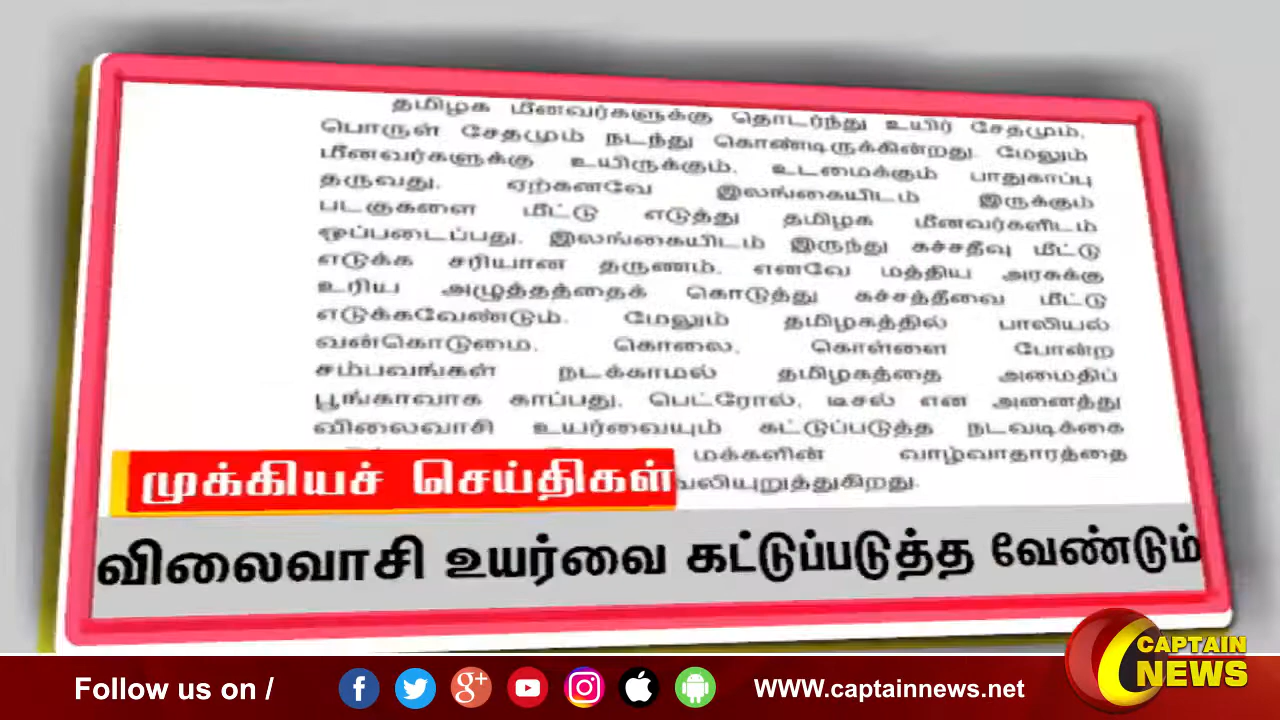 தமிழக மீனவர்களுக்கு தொடர்ந்து உயிர் சேதமும்,
பொருள் சேதமும் நடந்து கொண்டிருக்கின்றது. மேலும்
மீனவர்களுக்கு உயிருக்கும், உடமைக்கும் பாதுகாப்பு
தருவது, ஏற்கனவே இலங்கையிடம் இருக்கும்
படகுகளை மீட்டு எடுத்து தமிழக மீனவர்களிடம்
ஒப்படைப்பது, இலங்கையிடம் இருந்து கச்சதீவு மீட்டு
எடுக்க சரியான தருணம். எனவே மத்திய அரசுக்கு
உரிய அழுத்தத்தைக் கொடுத்து கச்சத்தீவை மீட்டு
எடுக்கவேண்டும். மேலும் தமிழகத்தில் பாலியல்
வன்கொடுமை, கொலை, கொள்ளை போன்ற
சம்பவங்கள் நடக்காமல் தமிழகத்தை அமைதிப்
பூங்காவாக காப்பது, பெட்ரோல், டீசல் என அனைத்து
விலைவாசி உயர்வையும் கட்டுப்படுத்த நடவடிக்கை
மக்களின் வாழ்வாதாரத்தை
வலியுறுத்துகிறது.
முக்கியச் செய்திகள்
விலைவாசி உயர்வை கட்டுப்படுத்த வேண்டும்
CAPTAIN
NEWS
Follow us on / WWW.captainnews.net